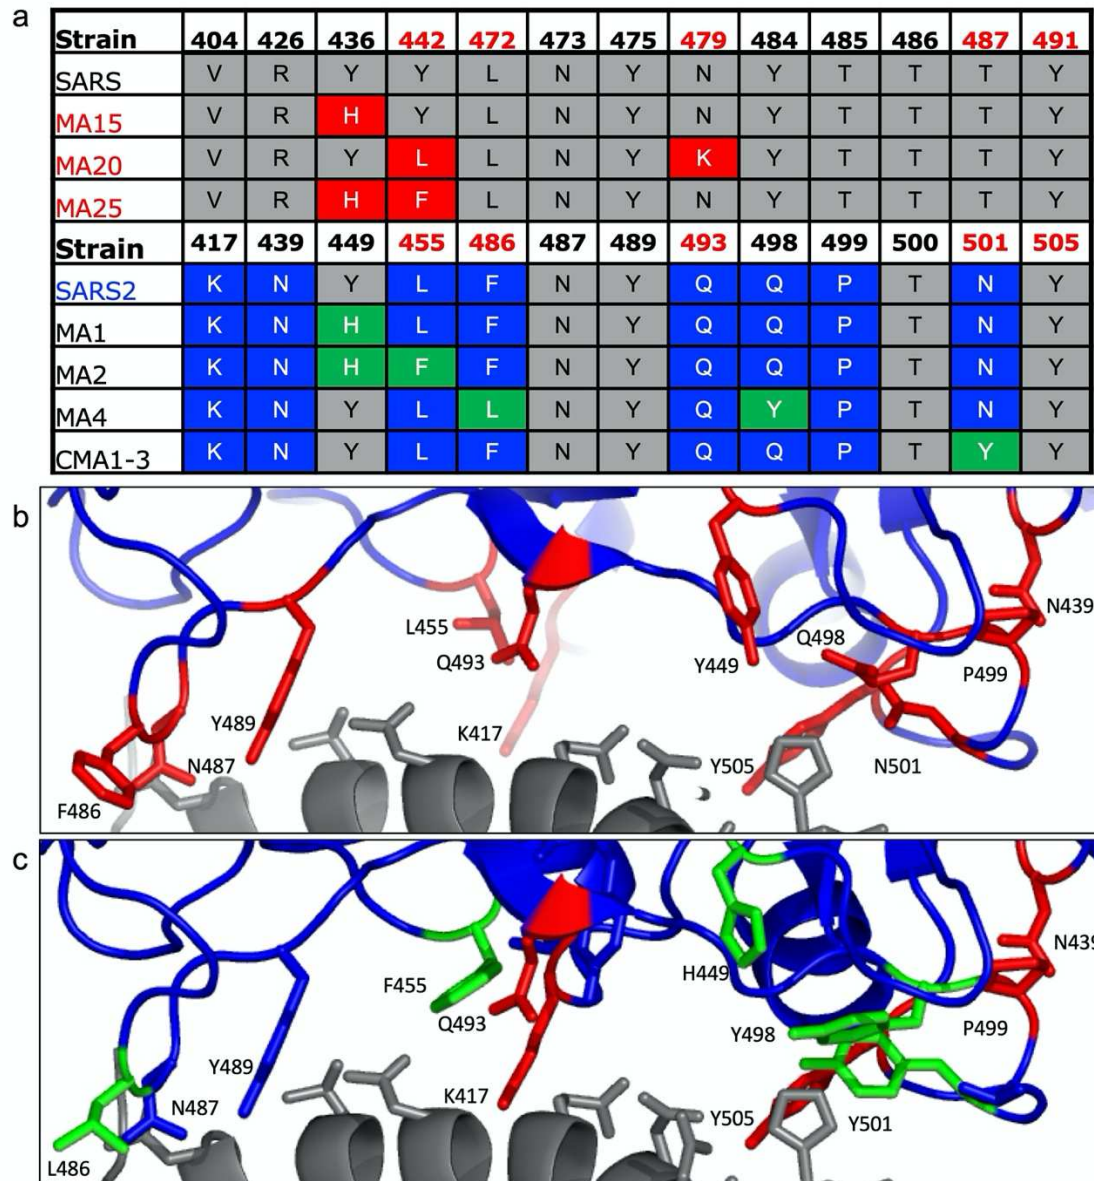 a
Strain 404 426 436 442 472 473 475 479 484 485 486 487 491
SARS V R Y Y L N Y N Y T T T Y
MA15 V R H Y L N Y N Y T T T Y
MA20 V R Y L L N Y K Y T T T Y
MA25 V R H F L N Y N Y T T T Y
Strain 417 439 449 455 486 487 489 493 498 499 500 501 505
SARS2 K N Y L F N Y Q Q P T N Y
MA1 K N H L F N Y Q Q P T N Y
MA2 K N H F F N Y Q Q P T N Y
MA4 K N Y L L N Y Q Y P T N Y
CMA1-3 K N Y L F N Y Q Q P T Y Y
b
N439
L455
Q498
Q493
Y449
P499
Y489
K417
N487
Y505
N501
F486
c
N439
F455
H449
Q493
Y498
P499
Y489
K417
N487
Y505
Y501
L486